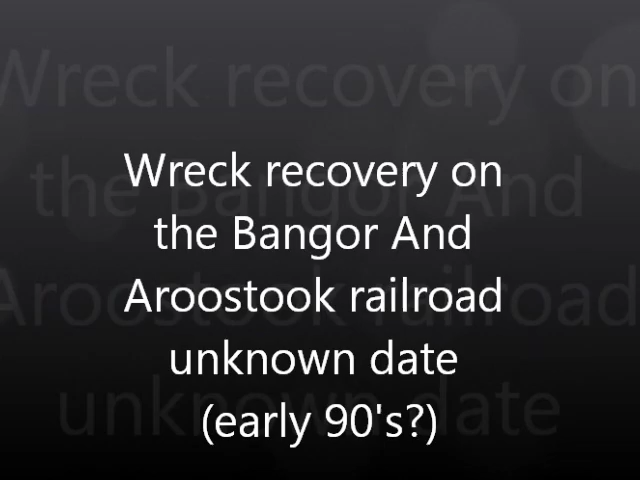 Wreck recovery on
the Bangor And
Aroostook railroad
unknown date
(early 90's?)